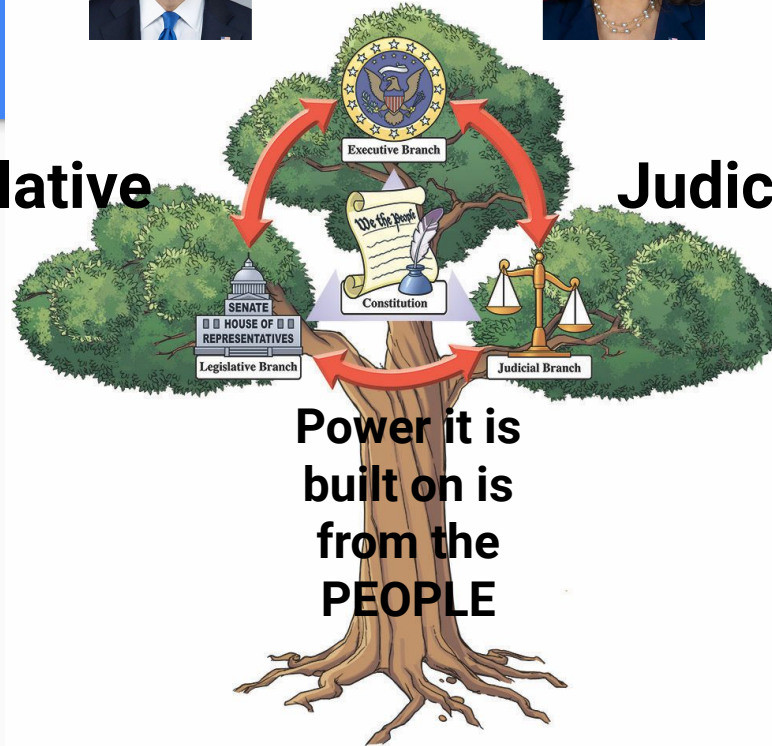 Executive Branch
lative
Judic
We the People
Constitution
SENATE
HOUSE OF
REPRESENTATIVES
Legislative Branch
Judicial Branch
Power it is
built on is
from the
PEOPLE